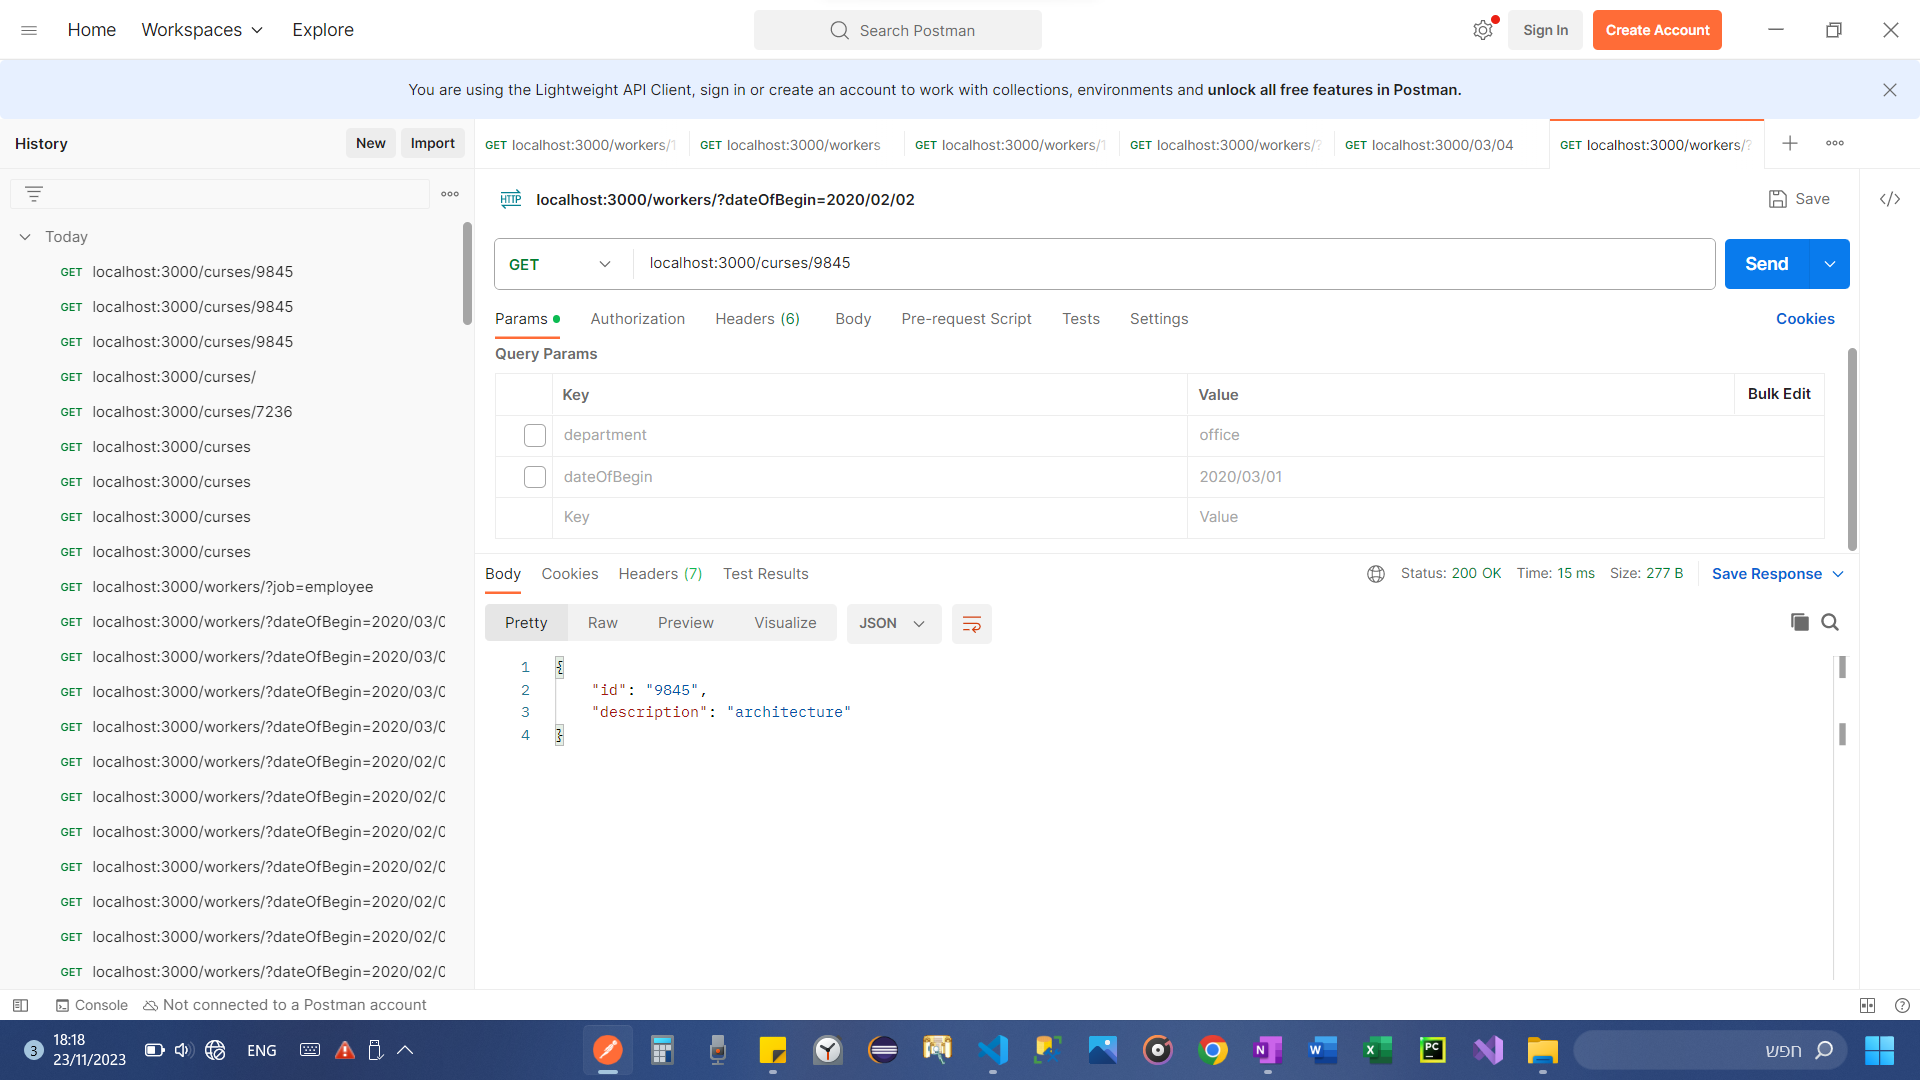 Home Workspaces Explore Search Postman Sign In Create Account
You are using the Lightweight API Client, sign in or create an account to work with collections, environments and unlock all free features in Postman.
History New Import
GET localhost:3000/workers/1 GET localhost:3000/workers GET localhost:3000/workers/1 GET localhost:3000/workers/? GET localhost:3000/03/04 GET localhost:3000/workers/?
HTTP localhost:3000/workers/?dateOfBegin=2020/02/02 Save </>
Today
GET localhost:3000/curses/9845
GET localhost:3000/curses/9845
GET localhost:3000/curses/9845
GET localhost:3000/curses/
GET localhost:3000/curses/7236
GET localhost:3000/curses
GET localhost:3000/curses
GET localhost:3000/curses
GET localhost:3000/curses
GET localhost:3000/workers/?job=employee
GET localhost:3000/workers/?dateOfBegin=2020/03/0
GET localhost:3000/workers/?dateOfBegin=2020/03/0
GET localhost:3000/workers/?dateOfBegin=2020/03/0
GET localhost:3000/workers/?dateOfBegin=2020/03/0
GET localhost:3000/workers/?dateOfBegin=2020/02/0
GET localhost:3000/workers/?dateOfBegin=2020/02/0
GET localhost:3000/workers/?dateOfBegin=2020/02/0
GET localhost:3000/workers/?dateOfBegin=2020/02/0
GET localhost:3000/workers/?dateOfBegin=2020/02/0
GET localhost:3000/workers/?dateOfBegin=2020/02/0
GET localhost:3000/workers/?dateOfBegin=2020/02/0
GET localhost:3000/curses/9845 Send
Params Authorization Headers (6) Body Pre-request Script Tests Settings Cookies
Query Params
Key Value Bulk Edit
department office
dateOfBegin 2020/03/01
Key Value
Body Cookies Headers (7) Test Results Status: 200 OK Time: 15 ms Size: 277 B Save Response
Pretty Raw Preview Visualize JSON
1 {
2 "id": "9845",
3 "description": "architecture"
4 }
Console Not connected to a Postman account
3 18:18
23/11/2023
ENG
חפש